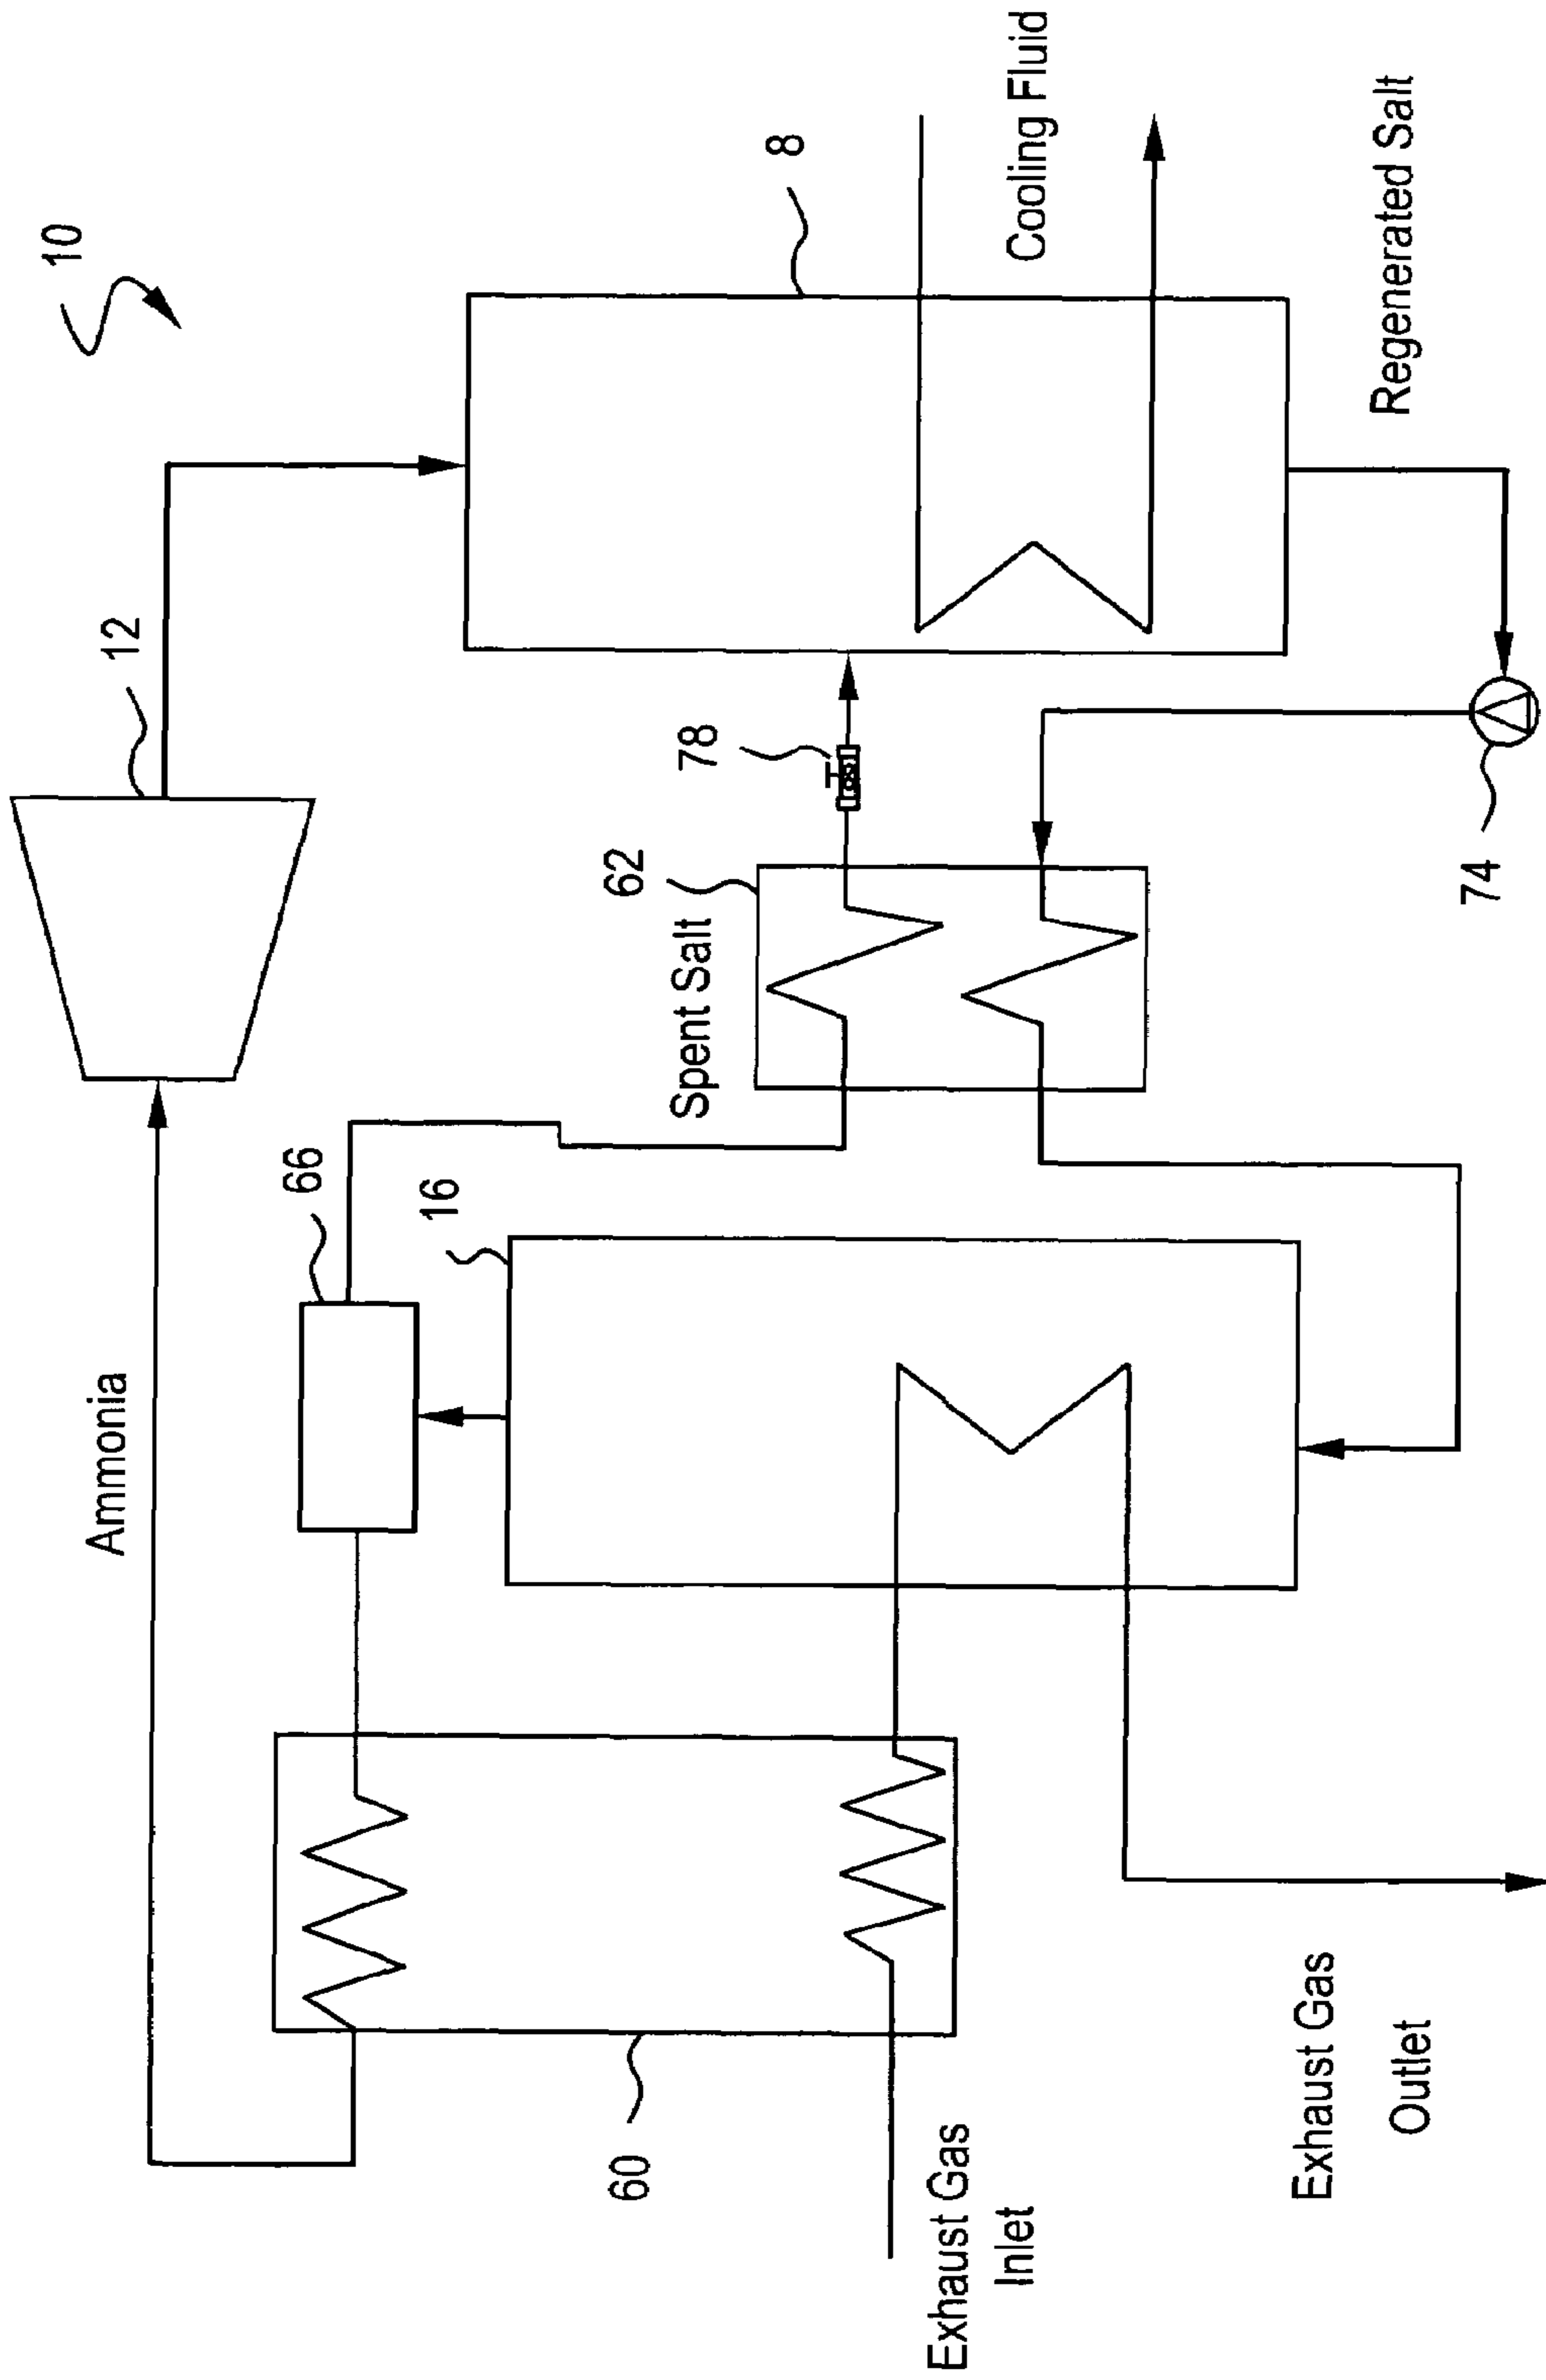 10
12
Ammonia
66
16
8
78
62
Spent Salt
Cooling Fluid
Regenerated Salt
74
60
Exhaust Gas
Inlet
Exhaust Gas
Outlet